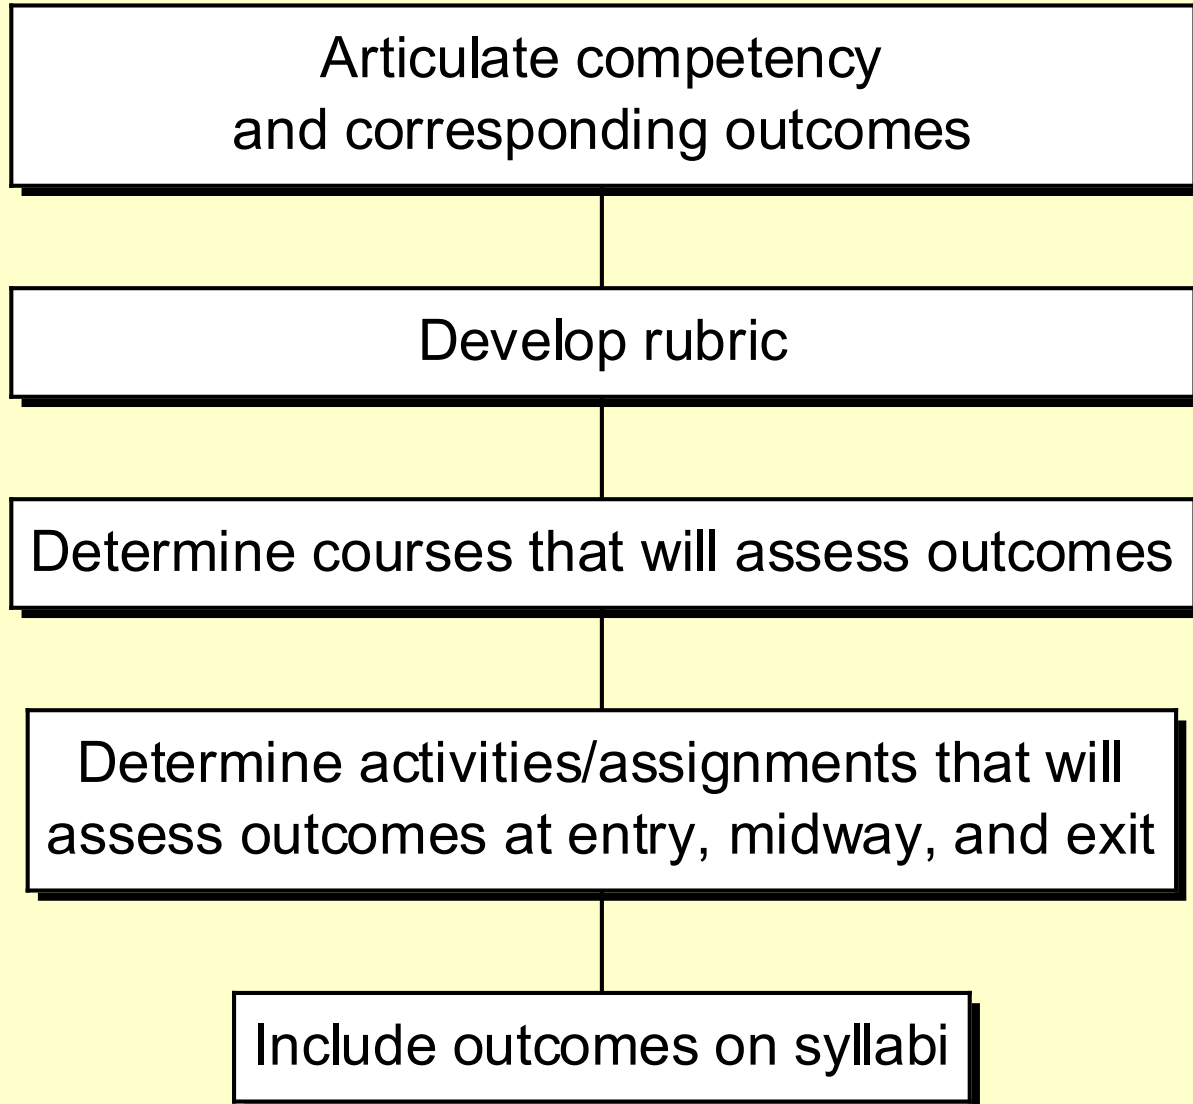 Articulate competency
and corresponding outcomes
Develop rubric
Determine courses that will assess outcomes
Determine activities/assignments that will
assess outcomes at entry, midway, and exit
Include outcomes on syllabi